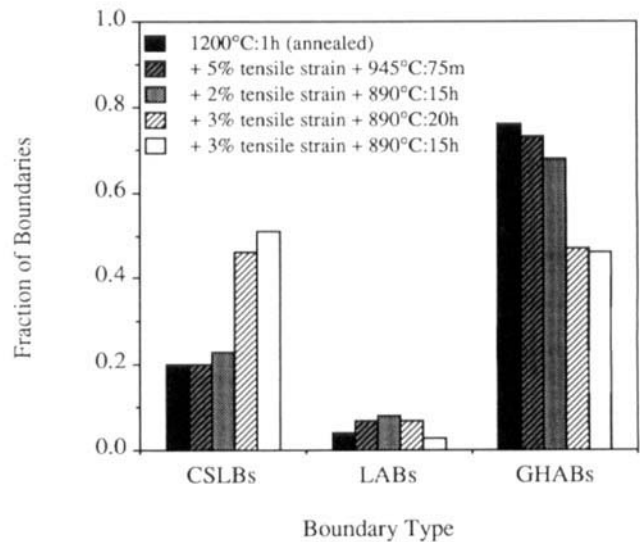 1.0
1200°C:1h (annealed)
+ 5% tensile strain + 945°C:75m
+ 2% tensile strain + 890°C:15h
+ 3% tensile strain + 890°C:20h
+ 3% tensile strain + 890°C:15h
0.8
0.6
0.4
0.2
0.0
Fraction of Boundaries
CSLBs LABs GHABs
Boundary Type